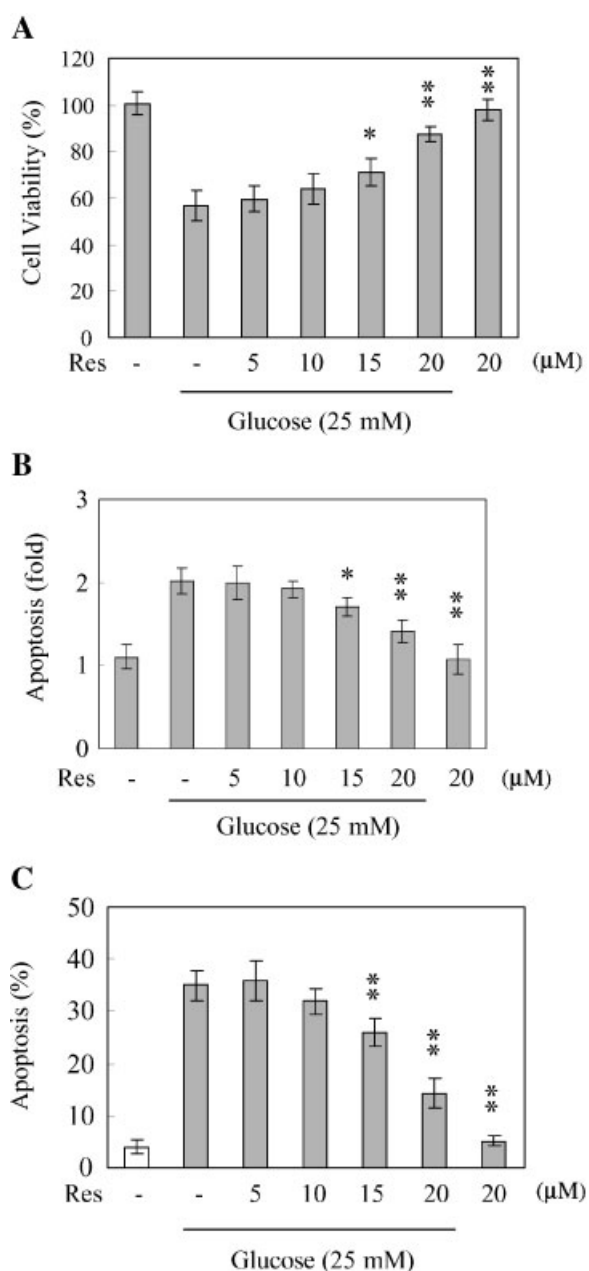 A
120
100
80
60
40
20
0
Cell Viability (%)
*
**
**
Res - - 5 10 15 20 20 (µM)
Glucose (25 mM)
B
3
2
1
0
Apoptosis (fold)
*
**
**
Res - - 5 10 15 20 20 (µM)
Glucose (25 mM)
C
50
40
30
20
10
0
Apoptosis (%)
**
**
**
Res - - 5 10 15 20 20 (µM)
Glucose (25 mM)